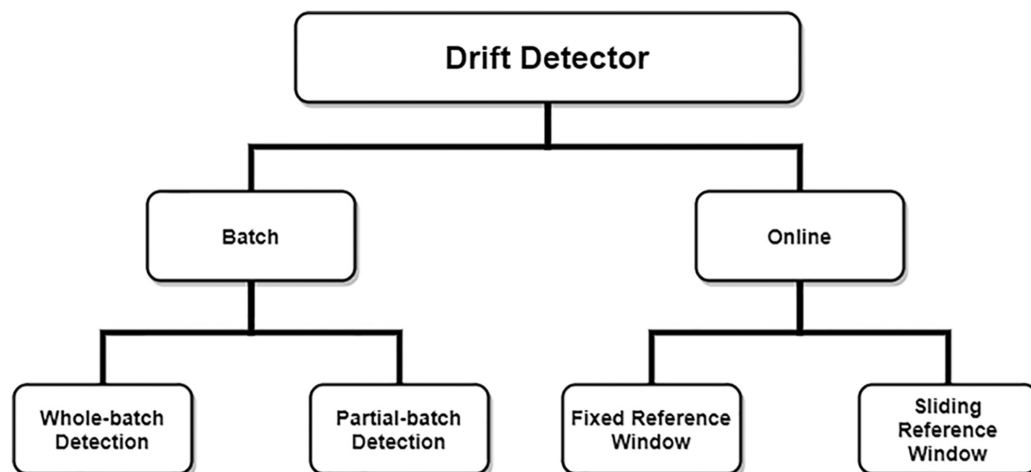 Drift Detector
Batch
Online
Whole-batch
Detection
Partial-batch
Detection
Fixed Reference
Window
Sliding
Reference
Window